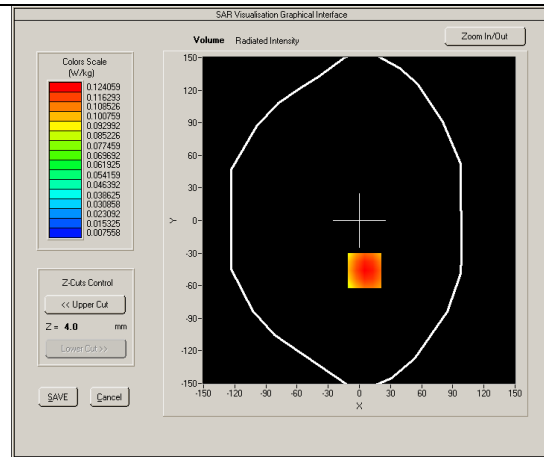 SAR Visualisation Graphical Interface
Volume Radiated Intensity
Zoom In/Out
Colors Scale
(W/kg)
0.124059
0.116293
0.108526
0.100759
0.092992
0.085226
0.077459
0.069692
0.061925
0.054159
0.046392
0.038625
0.030858
0.023092
0.015325
0.007558
Z-Cuts Control
<< Upper Cut
Z = 4.0 mm
Lower Cut >>
SAVE
Cancel
150-
120-
90-
60-
30-
0-
-30-
-60-
-90-
-120-
-150-
Y
-150 -120 -90 -60 -30 0 30 60 90 120 150
X